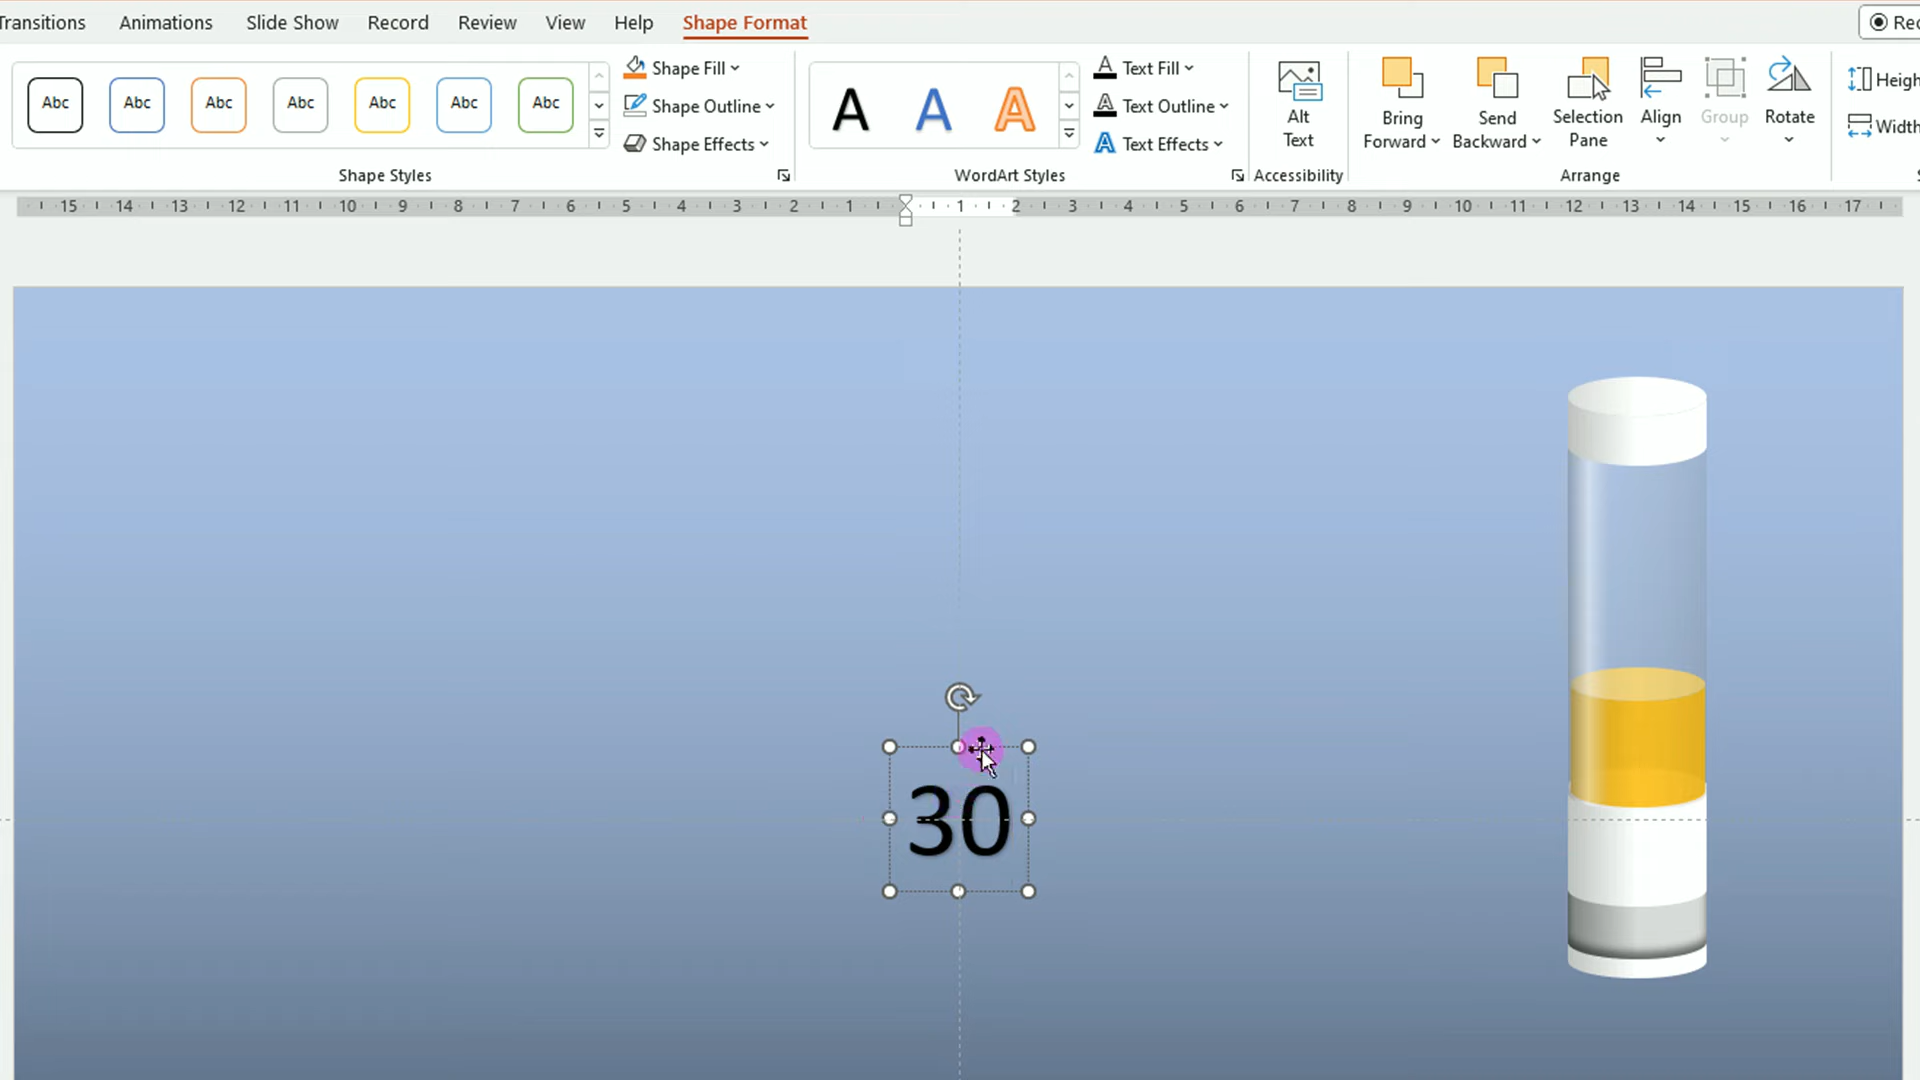 Transitions Animations Slide Show Record Review View Help Shape Format Rec
Abc Abc Abc Abc Abc Abc Abc
Shape Fill
Shape Outline
Shape Effects
Shape Styles
A A A
Text Fill
Text Outline
Text Effects
WordArt Styles
Alt
Text
Accessibility
Bring
Forward
Send
Backward
Selection
Pane
Align
Group
Rotate
Arrange
Heigh
Width
15 14 13 12 11 10 9 8 7 6 5 4 3 2 1 1 2 3 4 5 6 7 8 9 10 11 12 13 14 15 16 17
30